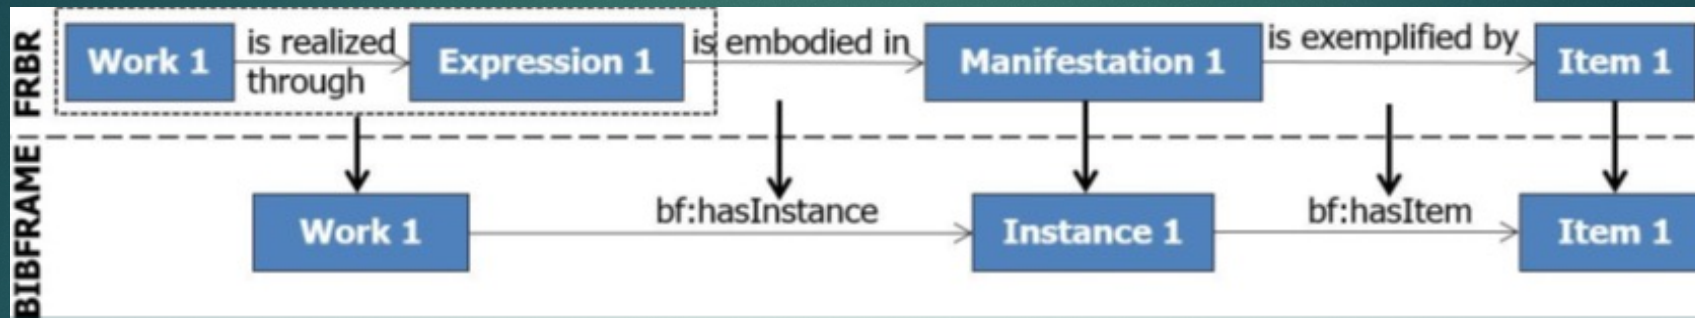 FRBR
Work 1
is realized
through
Expression 1
is embodied in
Manifestation 1
is exemplified by
Item 1
BIBFRAME
Work 1
bf:hasInstance
Instance 1
bf:hasItem
Item 1